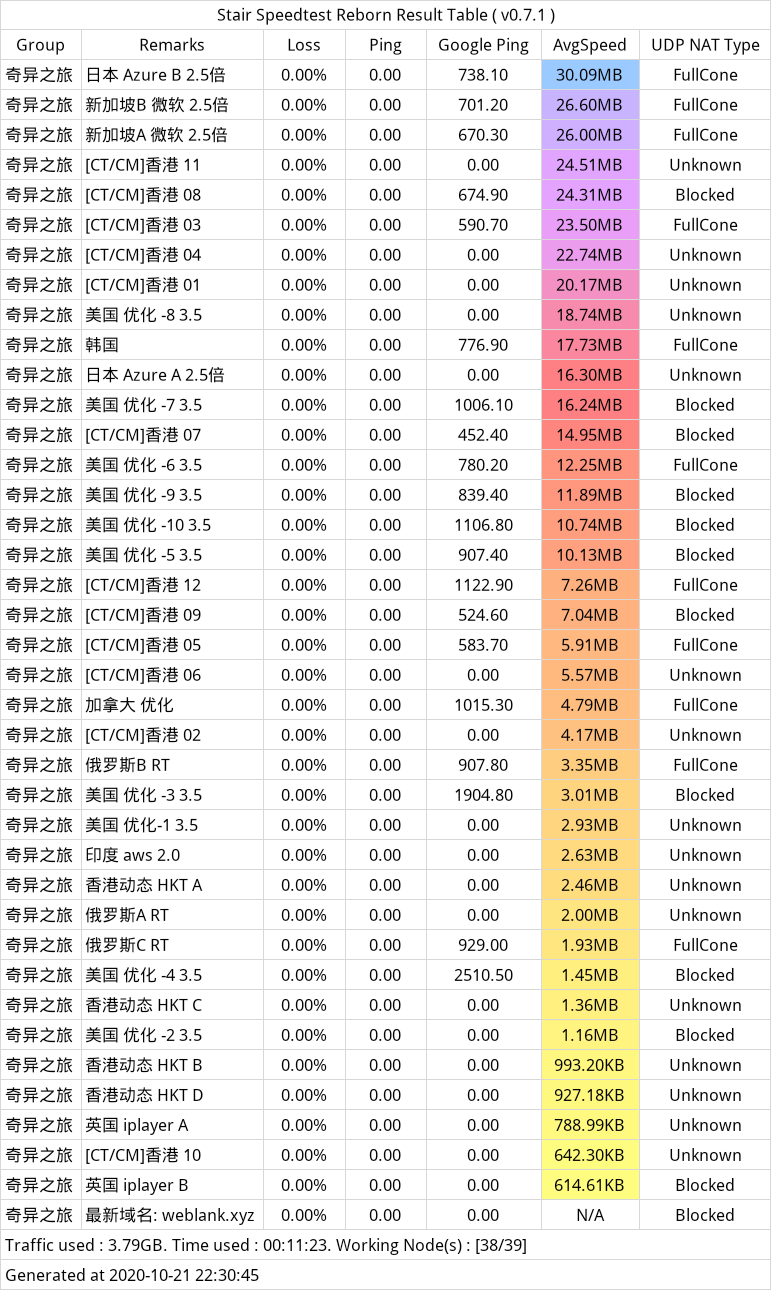 Stair Speedtest Reborn Result Table ( v0.7.1 )
Group Remarks Loss Ping Google Ping AvgSpeed UDP NAT Type
奇异之旅 日本 Azure B 2.5倍 0.00% 0.00 738.10 30.09MB FullCone
奇异之旅 新加坡B 微软 2.5倍 0.00% 0.00 701.20 26.60MB FullCone
奇异之旅 新加坡A 微软 2.5倍 0.00% 0.00 670.30 26.00MB FullCone
奇异之旅 [CT/CM]香港 11 0.00% 0.00 0.00 24.51MB Unknown
奇异之旅 [CT/CM]香港 08 0.00% 0.00 674.90 24.31MB Blocked
奇异之旅 [CT/CM]香港 03 0.00% 0.00 590.70 23.50MB FullCone
奇异之旅 [CT/CM]香港 04 0.00% 0.00 0.00 22.74MB Unknown
奇异之旅 [CT/CM]香港 01 0.00% 0.00 0.00 20.17MB Unknown
奇异之旅 美国 优化 -8 3.5 0.00% 0.00 0.00 18.74MB Unknown
奇异之旅 韩国 0.00% 0.00 776.90 17.73MB FullCone
奇异之旅 日本 Azure A 2.5倍 0.00% 0.00 0.00 16.30MB Unknown
奇异之旅 美国 优化 -7 3.5 0.00% 0.00 1006.10 16.24MB Blocked
奇异之旅 [CT/CM]香港 07 0.00% 0.00 452.40 14.95MB Blocked
奇异之旅 美国 优化 -6 3.5 0.00% 0.00 780.20 12.25MB FullCone
奇异之旅 美国 优化 -9 3.5 0.00% 0.00 839.40 11.89MB Blocked
奇异之旅 美国 优化 -10 3.5 0.00% 0.00 1106.80 10.74MB Blocked
奇异之旅 美国 优化 -5 3.5 0.00% 0.00 907.40 10.13MB Blocked
奇异之旅 [CT/CM]香港 12 0.00% 0.00 1122.90 7.26MB FullCone
奇异之旅 [CT/CM]香港 09 0.00% 0.00 524.60 7.04MB Blocked
奇异之旅 [CT/CM]香港 05 0.00% 0.00 583.70 5.91MB FullCone
奇异之旅 [CT/CM]香港 06 0.00% 0.00 0.00 5.57MB Unknown
奇异之旅 加拿大 优化 0.00% 0.00 1015.30 4.79MB FullCone
奇异之旅 [CT/CM]香港 02 0.00% 0.00 0.00 4.17MB Unknown
奇异之旅 俄罗斯B RT 0.00% 0.00 907.80 3.35MB FullCone
奇异之旅 美国 优化 -3 3.5 0.00% 0.00 1904.80 3.01MB Blocked
奇异之旅 美国 优化-1 3.5 0.00% 0.00 0.00 2.93MB Unknown
奇异之旅 印度 aws 2.0 0.00% 0.00 0.00 2.63MB Unknown
奇异之旅 香港动态 HKT A 0.00% 0.00 0.00 2.46MB Unknown
奇异之旅 俄罗斯A RT 0.00% 0.00 0.00 2.00MB Unknown
奇异之旅 俄罗斯C RT 0.00% 0.00 929.00 1.93MB FullCone
奇异之旅 美国 优化 -4 3.5 0.00% 0.00 2510.50 1.45MB Blocked
奇异之旅 香港动态 HKT C 0.00% 0.00 0.00 1.36MB Unknown
奇异之旅 美国 优化 -2 3.5 0.00% 0.00 0.00 1.16MB Blocked
奇异之旅 香港动态 HKT B 0.00% 0.00 0.00 993.20KB Unknown
奇异之旅 香港动态 HKT D 0.00% 0.00 0.00 927.18KB Unknown
奇异之旅 英国 iplayer A 0.00% 0.00 0.00 788.99KB Unknown
奇异之旅 [CT/CM]香港 10 0.00% 0.00 0.00 642.30KB Unknown
奇异之旅 英国 iplayer B 0.00% 0.00 0.00 614.61KB Blocked
奇异之旅 最新域名: weblank.xyz 0.00% 0.00 0.00 N/A Blocked
Traffic used : 3.79GB. Time used : 00:11:23. Working Node(s) : [38/39]
Generated at 2020-10-21 22:30:45